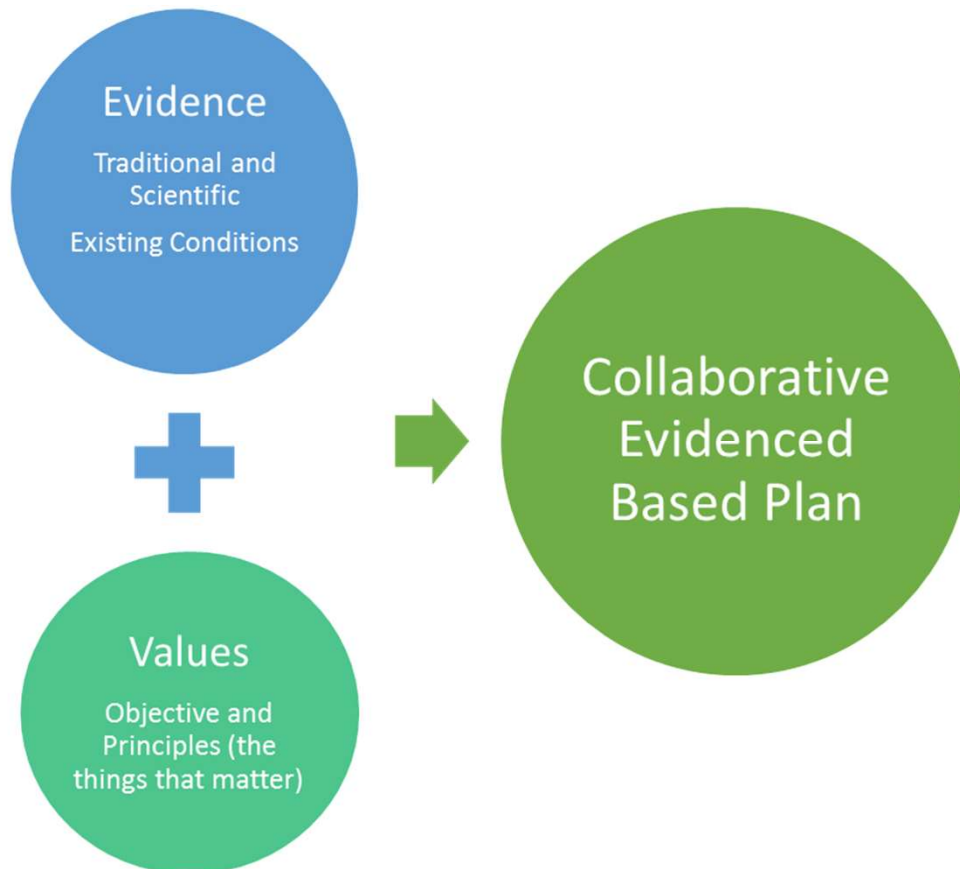 Evidence
Traditional and
Scientific
Existing Conditions
Values
Objective and
Principles (the
things that matter)
Collaborative
Evidenced
Based Plan